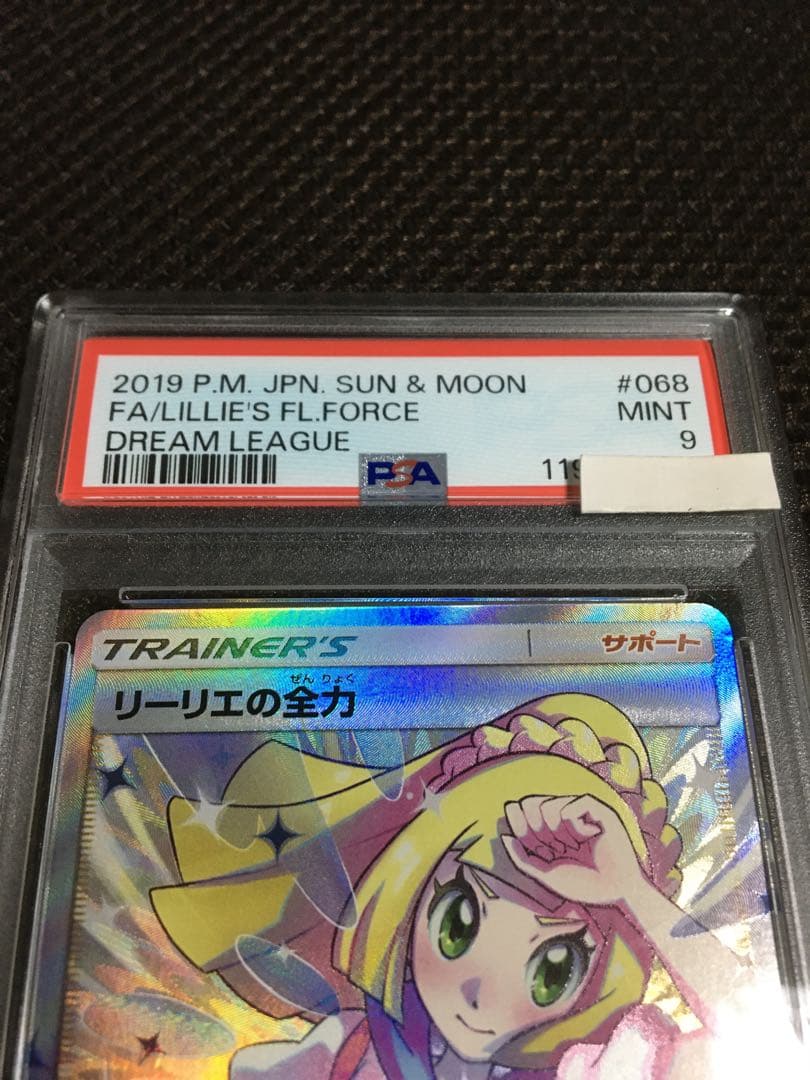 2019 P.M. JPN. SUN & MOON #068
FA/LILLIE'S FL.FORCE MINT
DREAM LEAGUE 9
PSA
TRAINER'S サポート
ぜん りょく
リーリエの全力